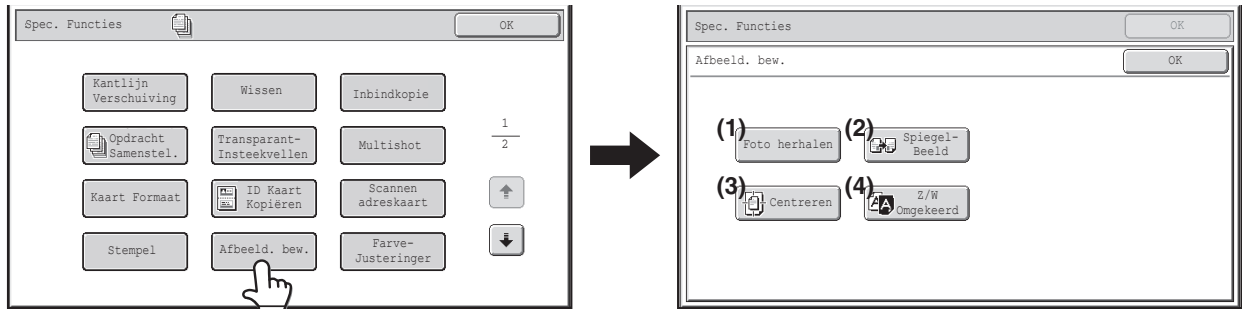 Spec. Functies
OK
Kantlijn
Verschuiving
Wissen
Inbindkopie
Opdracht
Samenstel.
Transparant-
Insteekvellen
Multishot
1
2
Kaart Formaat
ID Kaart
Kopiëren
Scannen
adreskaart
Stempel
Afbeeld. bew.
Farve-
Justeringer
Spec. Functies
OK
Afbeeld. bew.
OK
(1)
Foto herhalen
(2)
Spiegel-
Beeld
(3)
Centreren
(4)
Z/W
Omgekeerd